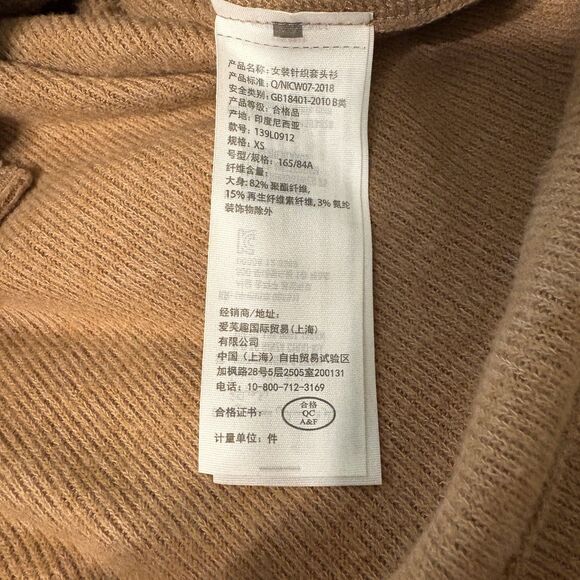 产品名称: 女装针织套头衫
产品标准: Q/NICW07-2018
安全类别: GB18401-2010 B类
产品等级: 合格品
产地: 印度尼西亚
款号: 139L0912
规格: XS
号型/规格: 165/84A
纤维含量:
大身: 82% 聚酯纤维,
15% 再生纤维素纤维, 3% 氨纶
装饰物除外
经销商/地址:
爱芙趣国际贸易(上海)
有限公司
中国（上海）自由贸易试验区
加枫路28号5层2505室200131
电话: 10-800-712-3169
合格证书:
合格
QC
A&F
计量单位: 件